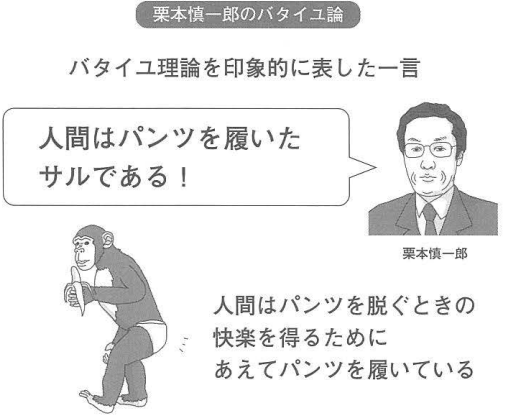 栗本慎一郎のバタイユ論
バタイユ理論を印象的に表した一言
人間はパンツを履いた
サルである！
栗本慎一郎
人間はパンツを脱ぐときの
快楽を得るために
あえてパンツを履いている